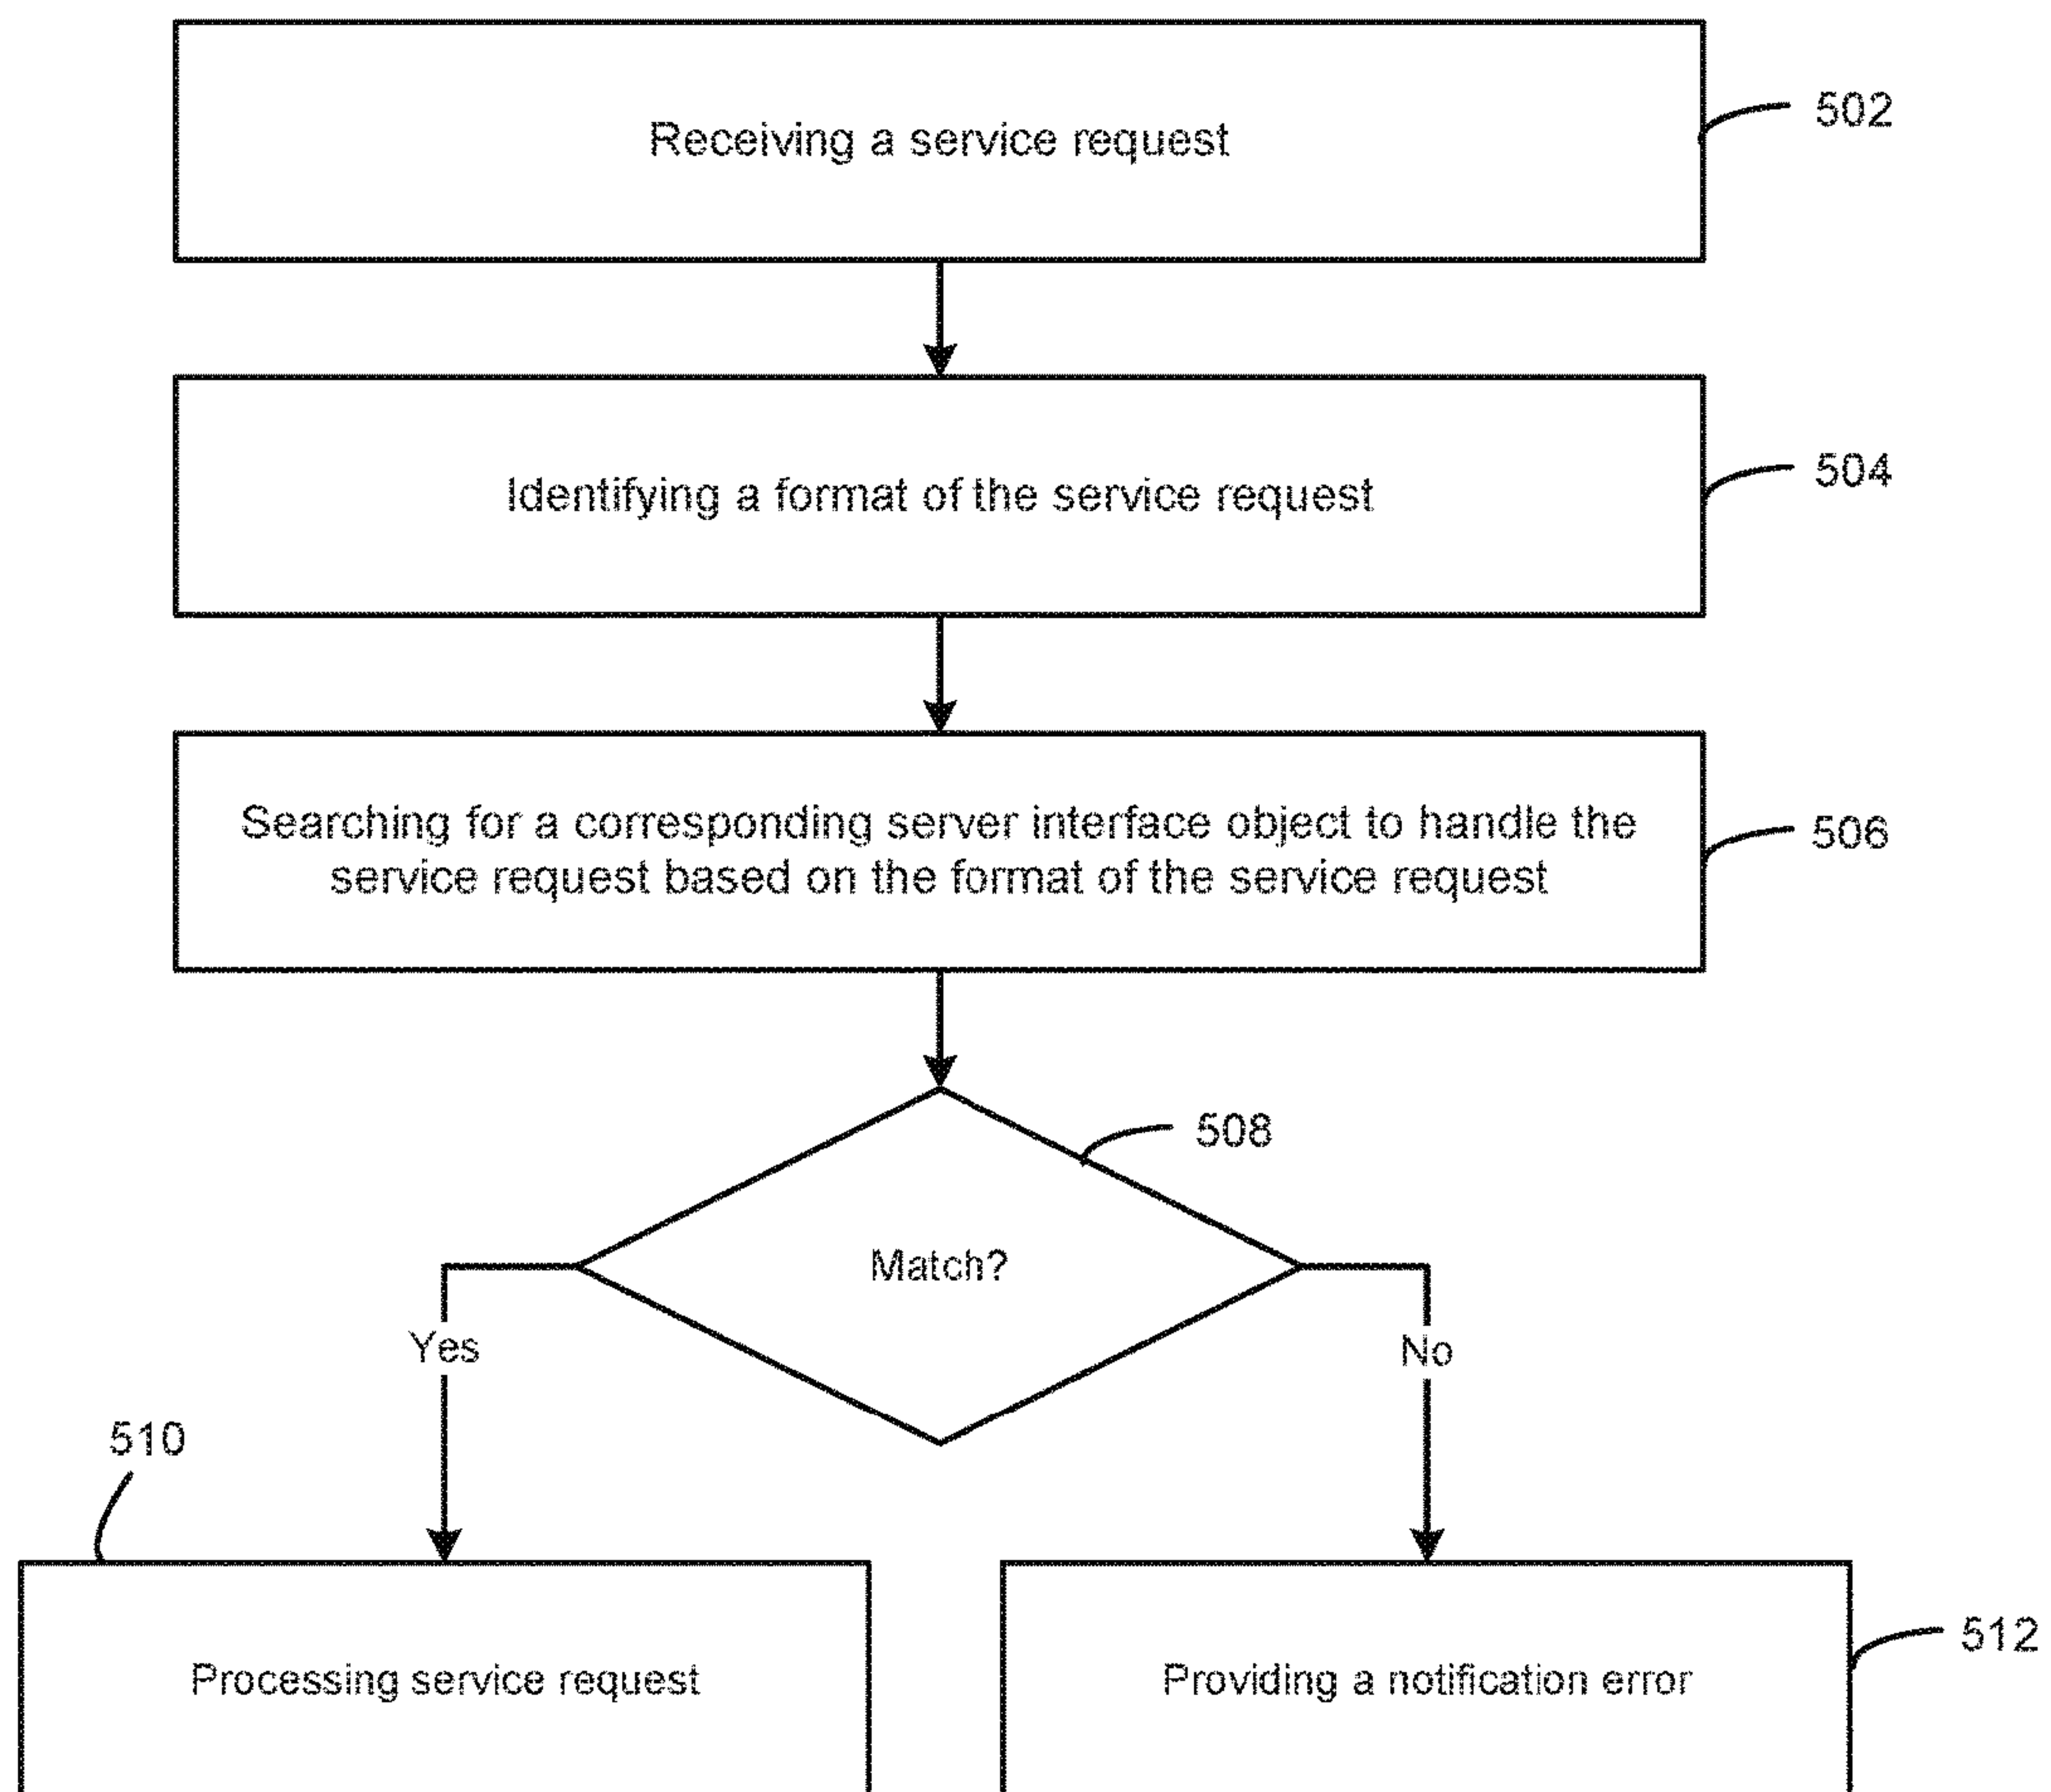 Receiving a service request
502
Identifying a format of the service request
504
Searching for a corresponding server interface object to handle the
service request based on the format of the service request
506
508
Match?
Yes
No
510
Processing service request
Providing a notification error
512